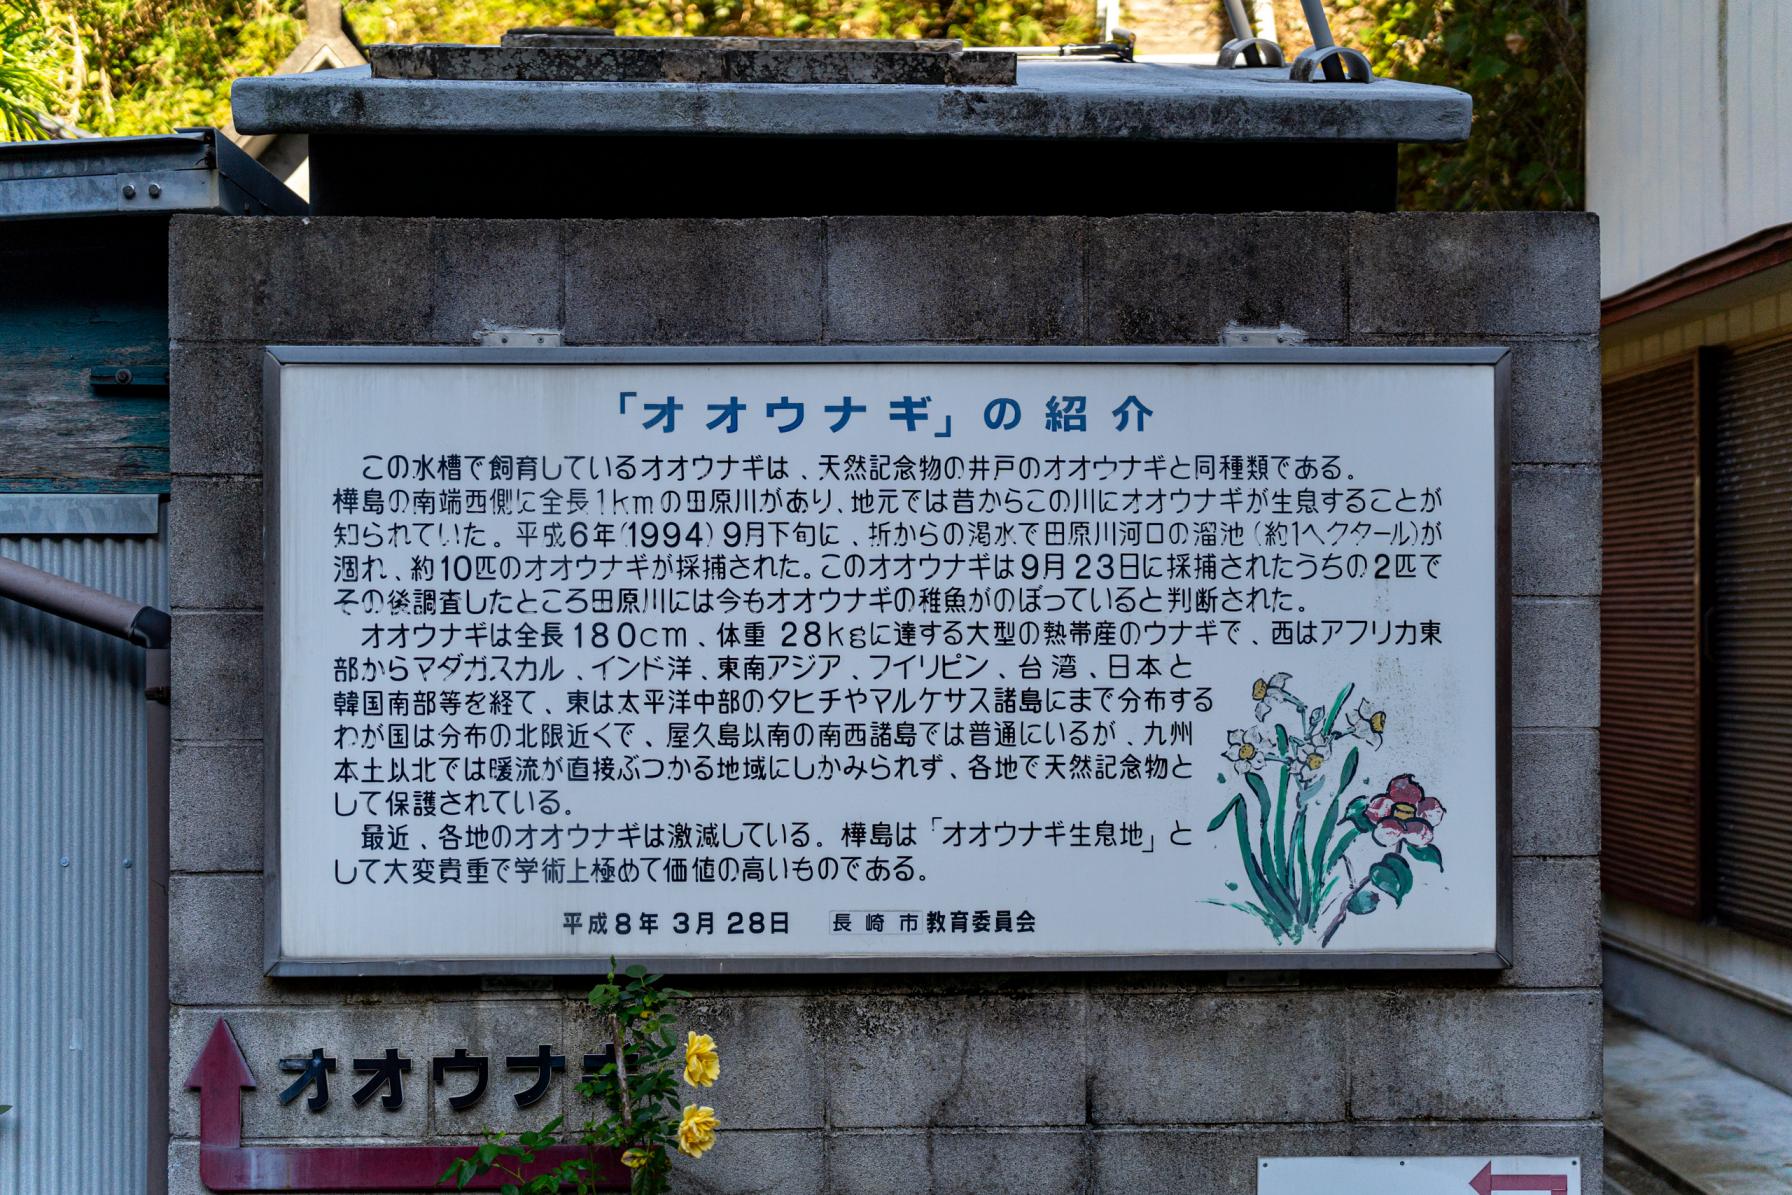 「オオウナギ」の紹介
この水槽で飼育しているオオウナギは、天然記念物の井戸のオオウナギと同種類である。
樺島の南端西側に全長1kmの田原川があり、地元では昔からこの川にオオウナギが生息することが
知られていた。平成6年(1994)9月下旬に、折からの渇水で田原川河口の溜池(約1ヘクタール)が
涸れ、約10匹のオオウナギが採捕された。このオオウナギは9月23日に採捕されたうちの2匹で
その後調査したところ田原川には今もオオウナギの稚魚がのぼっていると判断された。
オオウナギは全長180cm、体重28kgに達する大型の熱帯産のウナギで、西はアフリカ東
部からマダガスカル、インド洋、東南アジア、フイリピン、台湾、日本と
韓国南部等を経て、東は太平洋中部のタヒチやマルケサス諸島にまで分布する
わが国は分布の北限近くで、屋久島以南の南西諸島では普通にいるが、九州
本土以北では暖流が直接ぶつかる地域にしかみられず、各地で天然記念物と
して保護されている。
最近、各地のオオウナギは激減している。樺島は「オオウナギ生息地」と
して大変貴重で学術上極めて価値の高いものである。
平成8年3月28日 長崎市教育委員会
オオウナギ